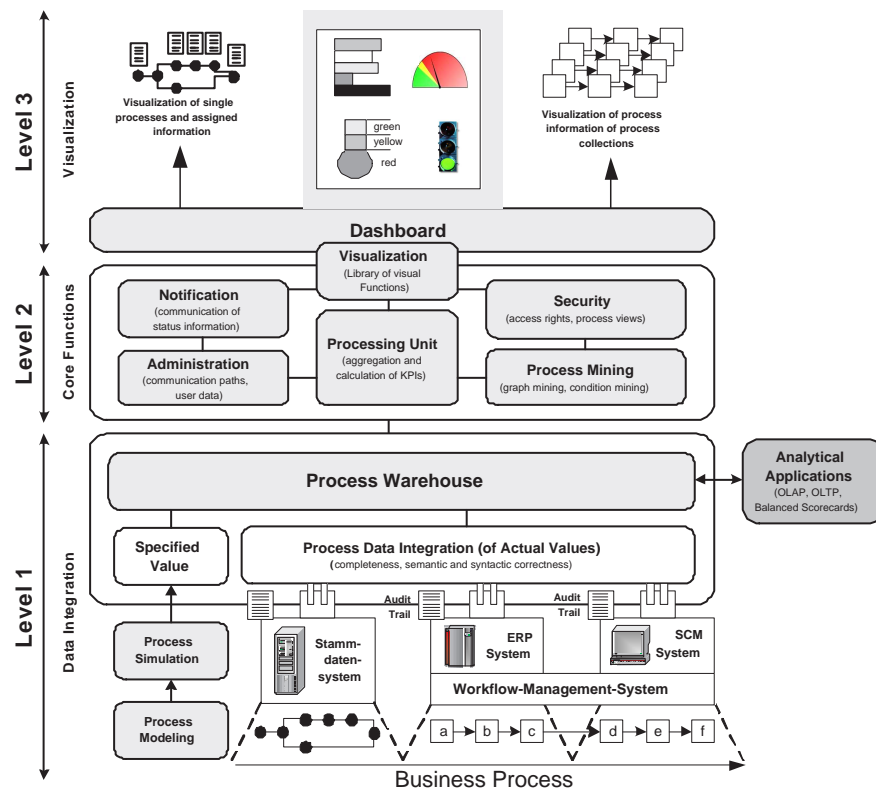 Level 3
Visualization
Visualization of single
processes and assigned
information
green
yellow
red
Visualization of process
information of process
collections
Dashboard
Level 2
Core Functions
Visualization
(Library of visual
Functions)
Notification
(communication of
status information)
Administration
(communication paths,
user data)
Processing Unit
(aggregation and
calculation of KPIs)
Security
(access rights, process views)
Process Mining
(graph mining, condition mining)
Level 1
Data Integration
Process Warehouse
Analytical
Applications
(OLAP, OLTP,
Balanced Scorecards)
Specified
Value
Process Data Integration (of Actual Values)
(completeness, semantic and syntactic correctness)
Process
Simulation
Process
Modeling
Audit
Trail
Audit
Trail
Stamm-
daten-
system
ERP
System
SCM
System
Workflow-Management-System
a
b
c
d
e
f
Business Process